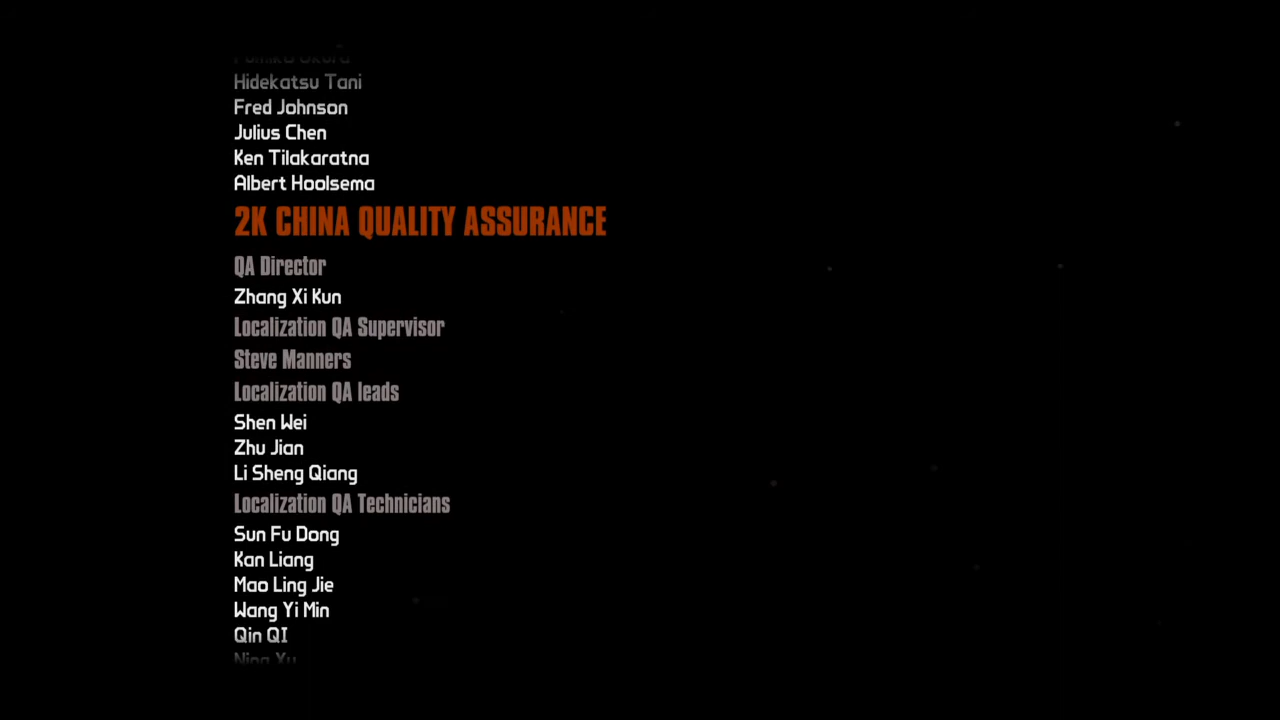 Hidekatsu Tani
Fred Johnson
Julius Chen
Ken Tilakaratna
Albert Hoolsema
2K CHINA QUALITY ASSURANCE
QA Director
Zhang Xi Kun
Localization QA Supervisor
Steve Manners
Localization QA leads
Shen Wei
Zhu Jian
Li Sheng Qiang
Localization QA Technicians
Sun Fu Dong
Kan Liang
Mao Ling Jie
Wang Yi Min
Qin QI
Ning Xu